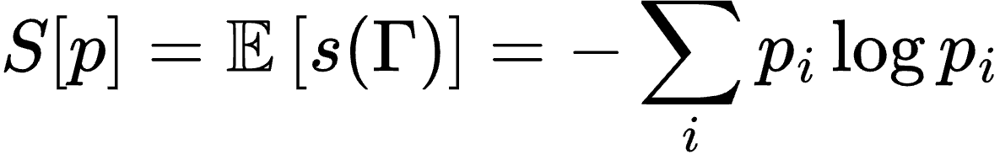 S[p] = 𝔼 [s(Γ)] = − ∑_i p_i log p_i